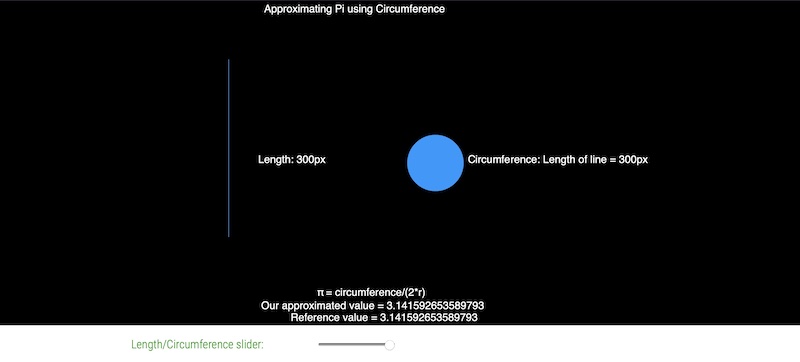 Approximating Pi using Circumference
Length: 300px
Circumference: Length of line = 300px
π = circumference/(2*r)
Our approximated value = 3.141592653589793
Reference value = 3.141592653589793
Length/Circumference slider: